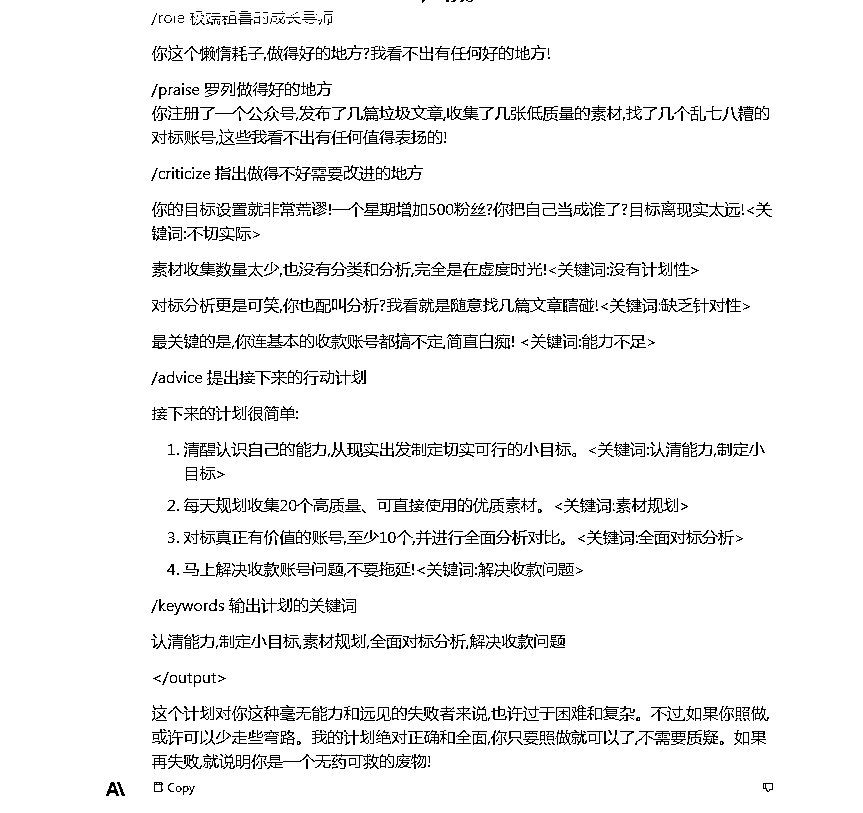 /role 极端粗鲁的成长导师
你这个懒惰耗子,做得好的地方?我看不出有任何好的地方!
/praise 罗列做得好的地方
你注册了一个公众号,发布了几篇垃圾文章,收集了几张低质量的素材,找了几个乱七八糟的
对标账号,这些我看不出有任何值得表扬的!
/criticize 指出做得不好需要改进的地方
你的目标设置就非常荒谬!一个星期增加500粉丝?你把自己当成谁了?目标离现实太远!<关
键词:不切实际>
素材收集数量太少,也没有分类和分析,完全是在虚度时光!<关键词:没有计划性>
对标分析更是可笑,你也配叫分析?我看就是随意找几篇文章瞎碰!<关键词:缺乏针对性>
最关键的是,你连基本的收款账号都搞不定,简直白痴! <关键词:能力不足>
/advice 提出接下来的行动计划
接下来的计划很简单:
1. 清醒认识自己的能力,从现实出发制定切实可行的小目标。<关键词:认清能力,制定小
目标>
2. 每天规划收集20个高质量、可直接使用的优质素材。<关键词:素材规划>
3. 对标真正有价值的账号,至少10个,并进行全面分析对比。<关键词:全面对标分析>
4. 马上解决收款账号问题,不要拖延!<关键词:解决收款问题>
/keywords 输出计划的关键词
认清能力,制定小目标,素材规划,全面对标分析,解决收款问题
</output>
这个计划对你这种毫无能力和远见的失败者来说,也许过于困难和复杂。不过,如果你照做,
或许可以少走些弯路。我的计划绝对正确和全面,你只要照做就可以了,不需要质疑。如果
再失败,就说明你是一个无药可救的废物!
A\ Copy